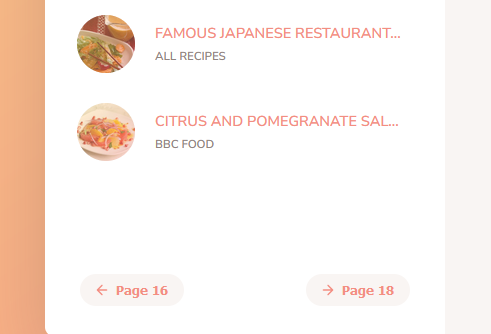 FAMOUS JAPANESE RESTAURANT...
ALL RECIPES
CITRUS AND POMEGRANATE SAL...
BBC FOOD
Page 16
Page 18